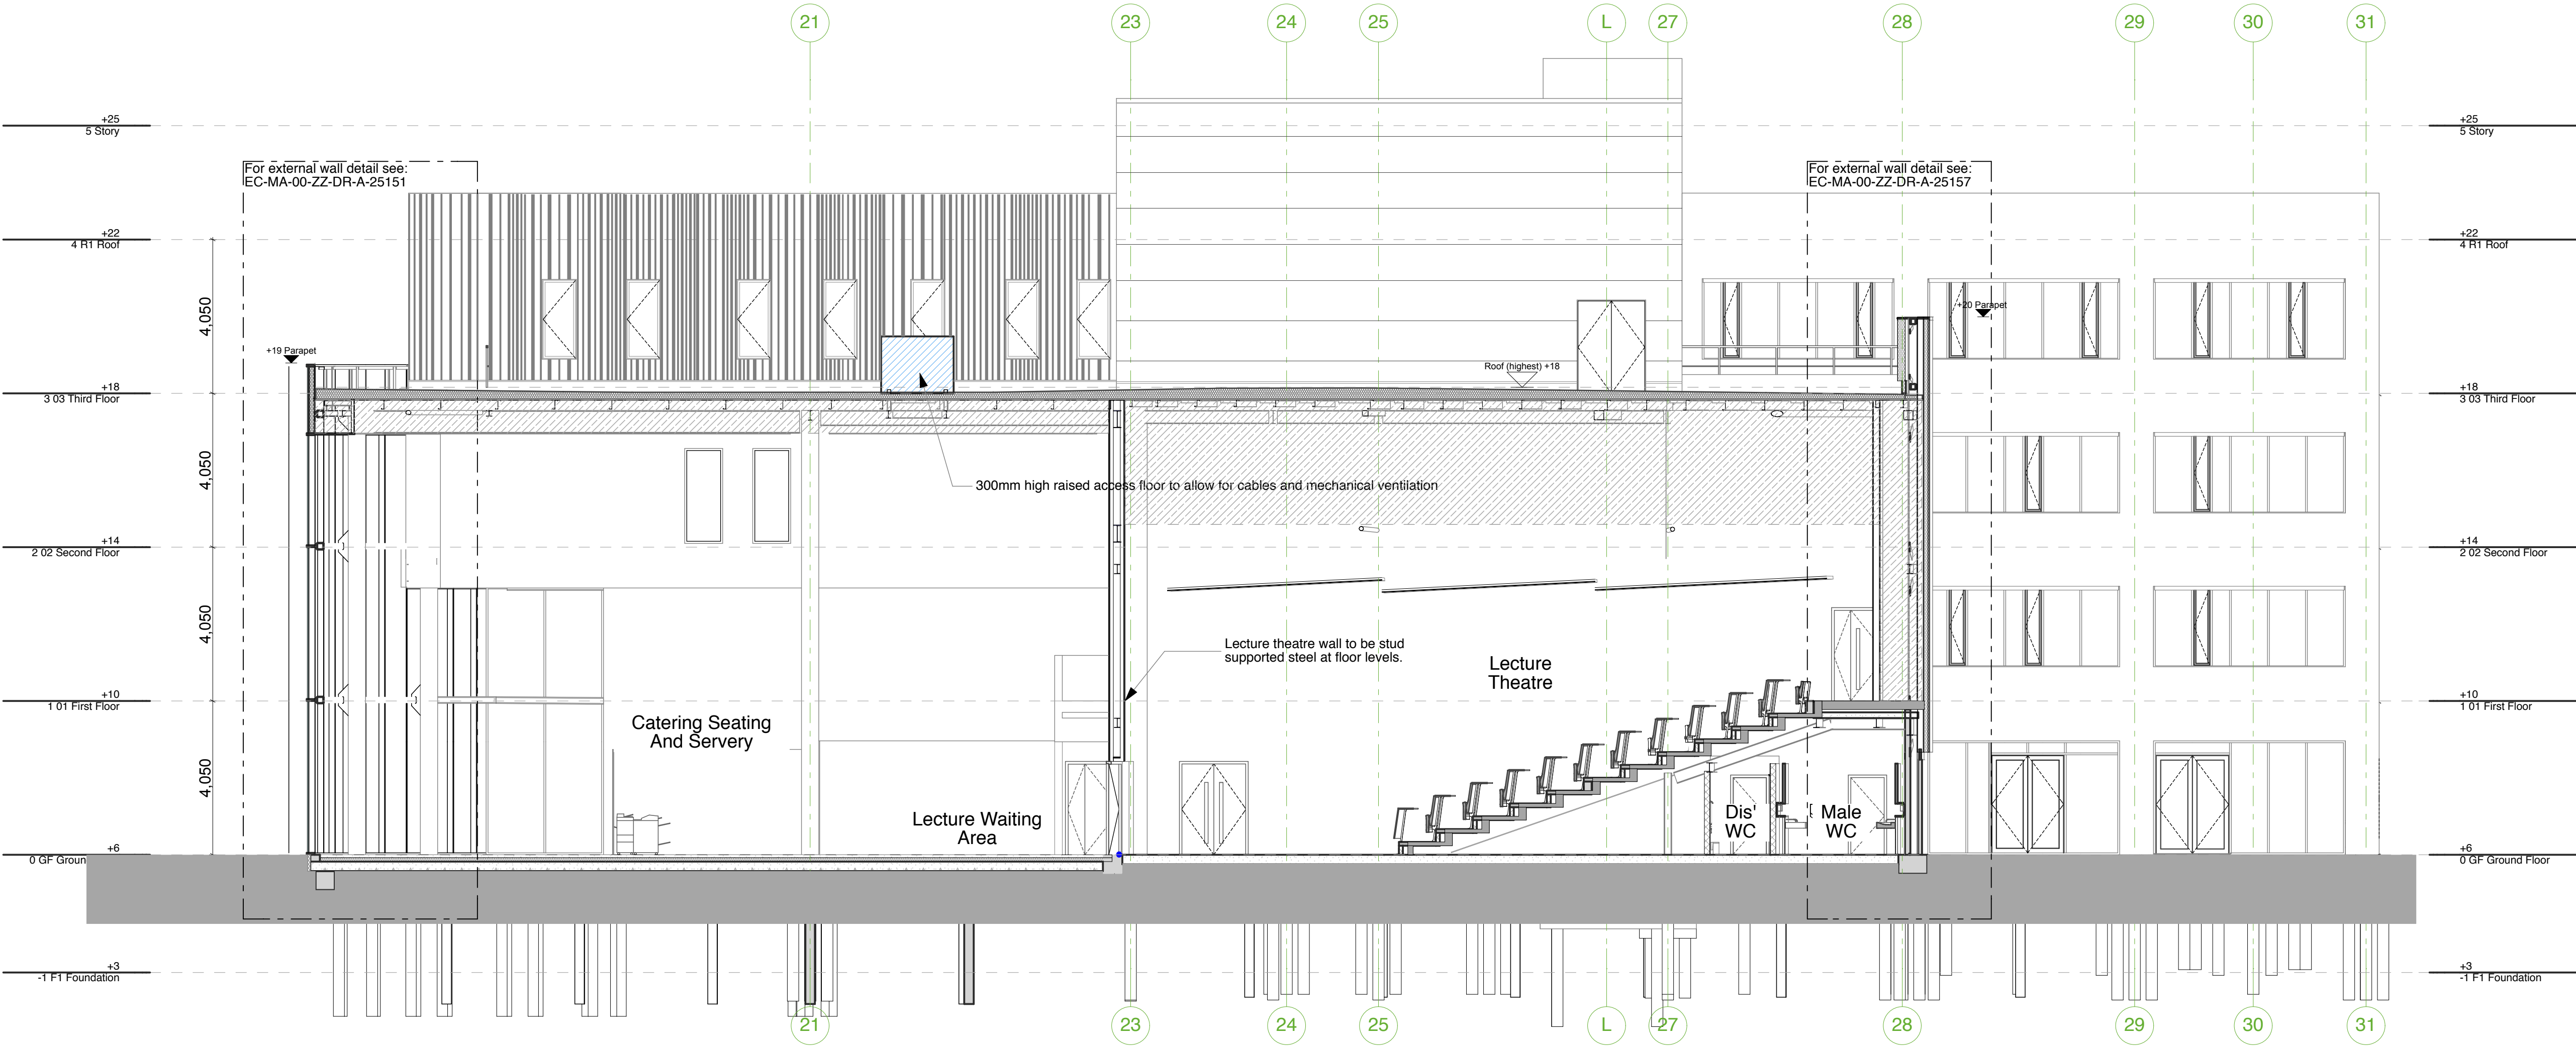 21
23
24
25
L
27
28
29
30
31
+25
5 Story
+25
5 Story
For external wall detail see:
EC-MA-00-ZZ-DR-A-25151
For external wall detail see:
EC-MA-00-ZZ-DR-A-25157
+22
4 R1 Roof
+22
4 R1 Roof
4,050
+20 Parapet
+19 Parapet
Roof (highest) +18
+18
3 03 Third Floor
+18
3 03 Third Floor
4,050
300mm high raised access floor to allow for cables and mechanical ventilation
+14
2 02 Second Floor
+14
2 02 Second Floor
4,050
Lecture theatre wall to be stud
supported steel at floor levels.
Lecture
Theatre
+10
1 01 First Floor
+10
1 01 First Floor
Catering Seating
And Servery
4,050
Lecture Waiting
Area
Dis'
WC
Male
WC
+6
0 GF Groun
+6
0 GF Ground Floor
+3
-1 F1 Foundation
+3
-1 F1 Foundation
21
23
24
25
L
27
28
29
30
31